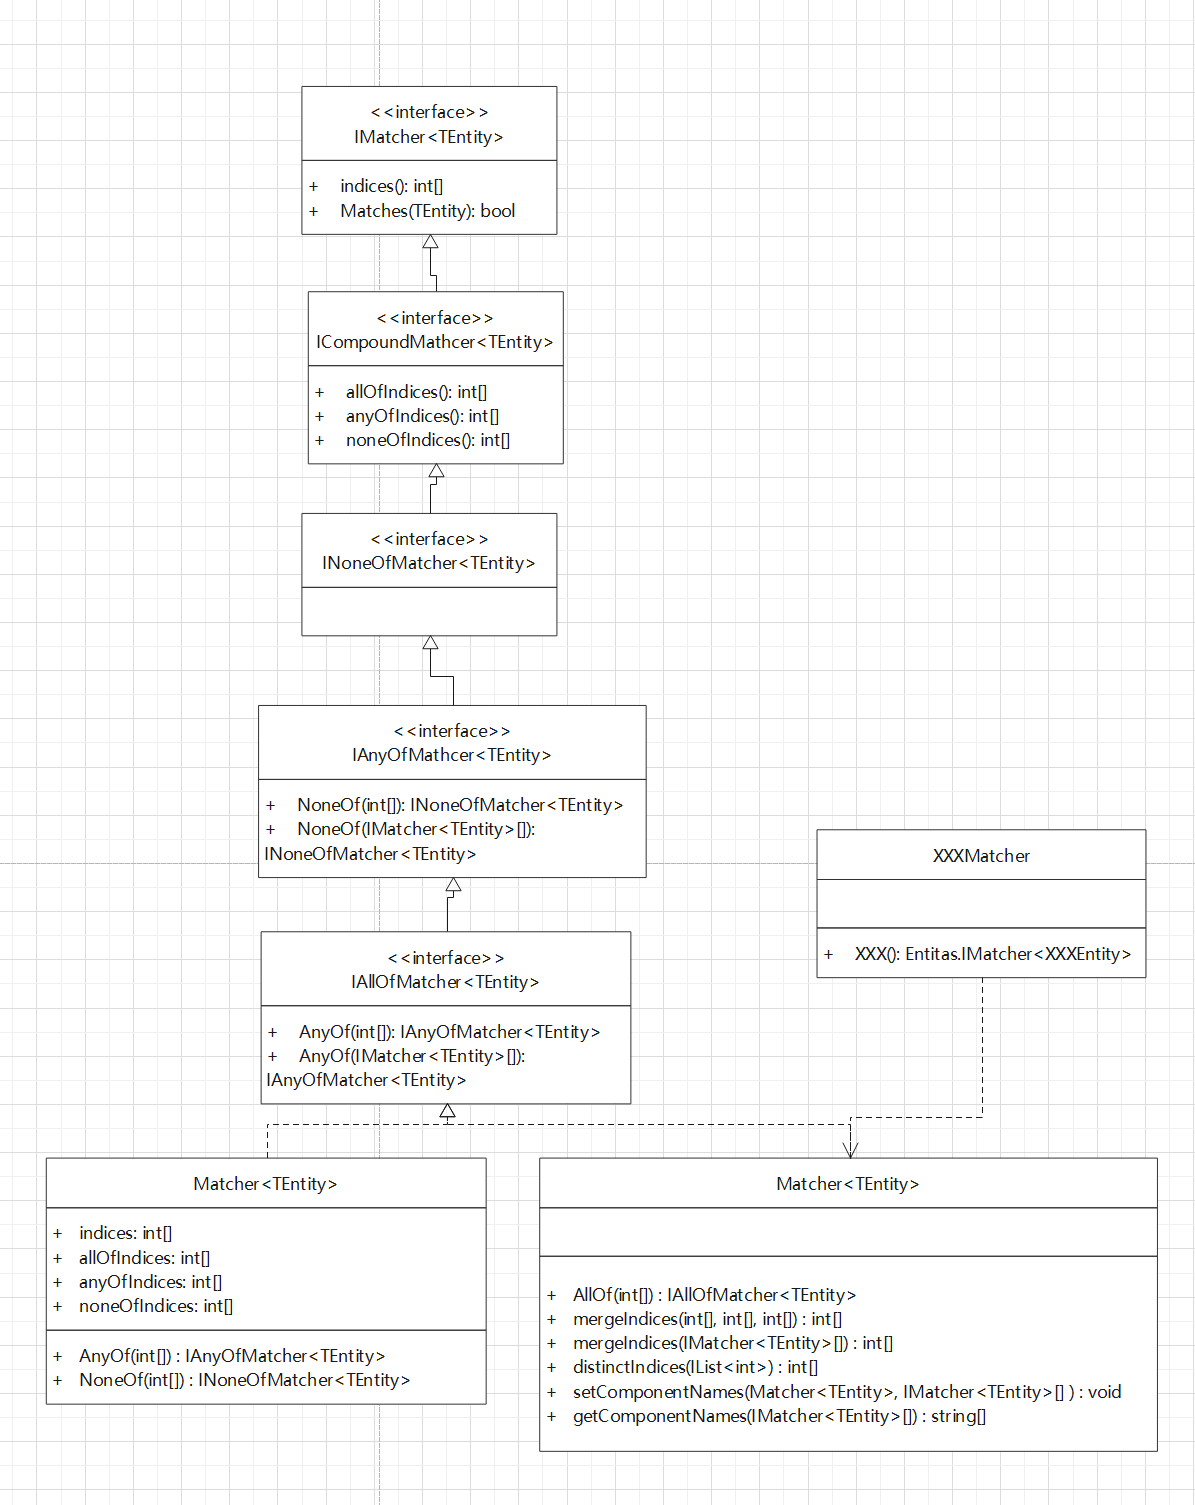 <<interface>>
IMatcher<TEntity>
+ indices(): int[]
+ Matches(TEntity): bool
<<interface>>
ICompoundMathcer<TEntity>
+ allOfIndices(): int[]
+ anyOfIndices(): int[]
+ noneOfIndices(): int[]
<<interface>>
INoneOfMatcher<TEntity>
<<interface>>
IAnyOfMathcer<TEntity>
+ NoneOf(int[]): INoneOfMatcher<TEntity>
+ NoneOf(IMatcher<TEntity>[]):
INoneOfMatcher<TEntity>
<<interface>>
IAllOfMatcher<TEntity>
+ AnyOf(int[]): IAnyOfMatcher<TEntity>
+ AnyOf(IMatcher<TEntity>[]):
IAnyOfMatcher<TEntity>
XXXMatcher
+ XXX(): Entitas.IMatcher<XXXEntity>
Matcher<TEntity>
+ indices: int[]
+ allOfIndices: int[]
+ anyOfIndices: int[]
+ noneOfIndices: int[]
+ AnyOf(int[]) : IAnyOfMatcher<TEntity>
+ NoneOf(int[]) : INoneOfMatcher<TEntity>
Matcher<TEntity>
+ AllOf(int[]) : IAllOfMatcher<TEntity>
+ mergeIndices(int[], int[], int[]) : int[]
+ mergeIndices(IMatcher<TEntity>[]) : int[]
+ distinctIndices(IList<int>) : int[]
+ setComponentNames(Matcher<TEntity>, IMatcher<TEntity>[] ) : void
+ getComponentNames(IMatcher<TEntity>[]) : string[]